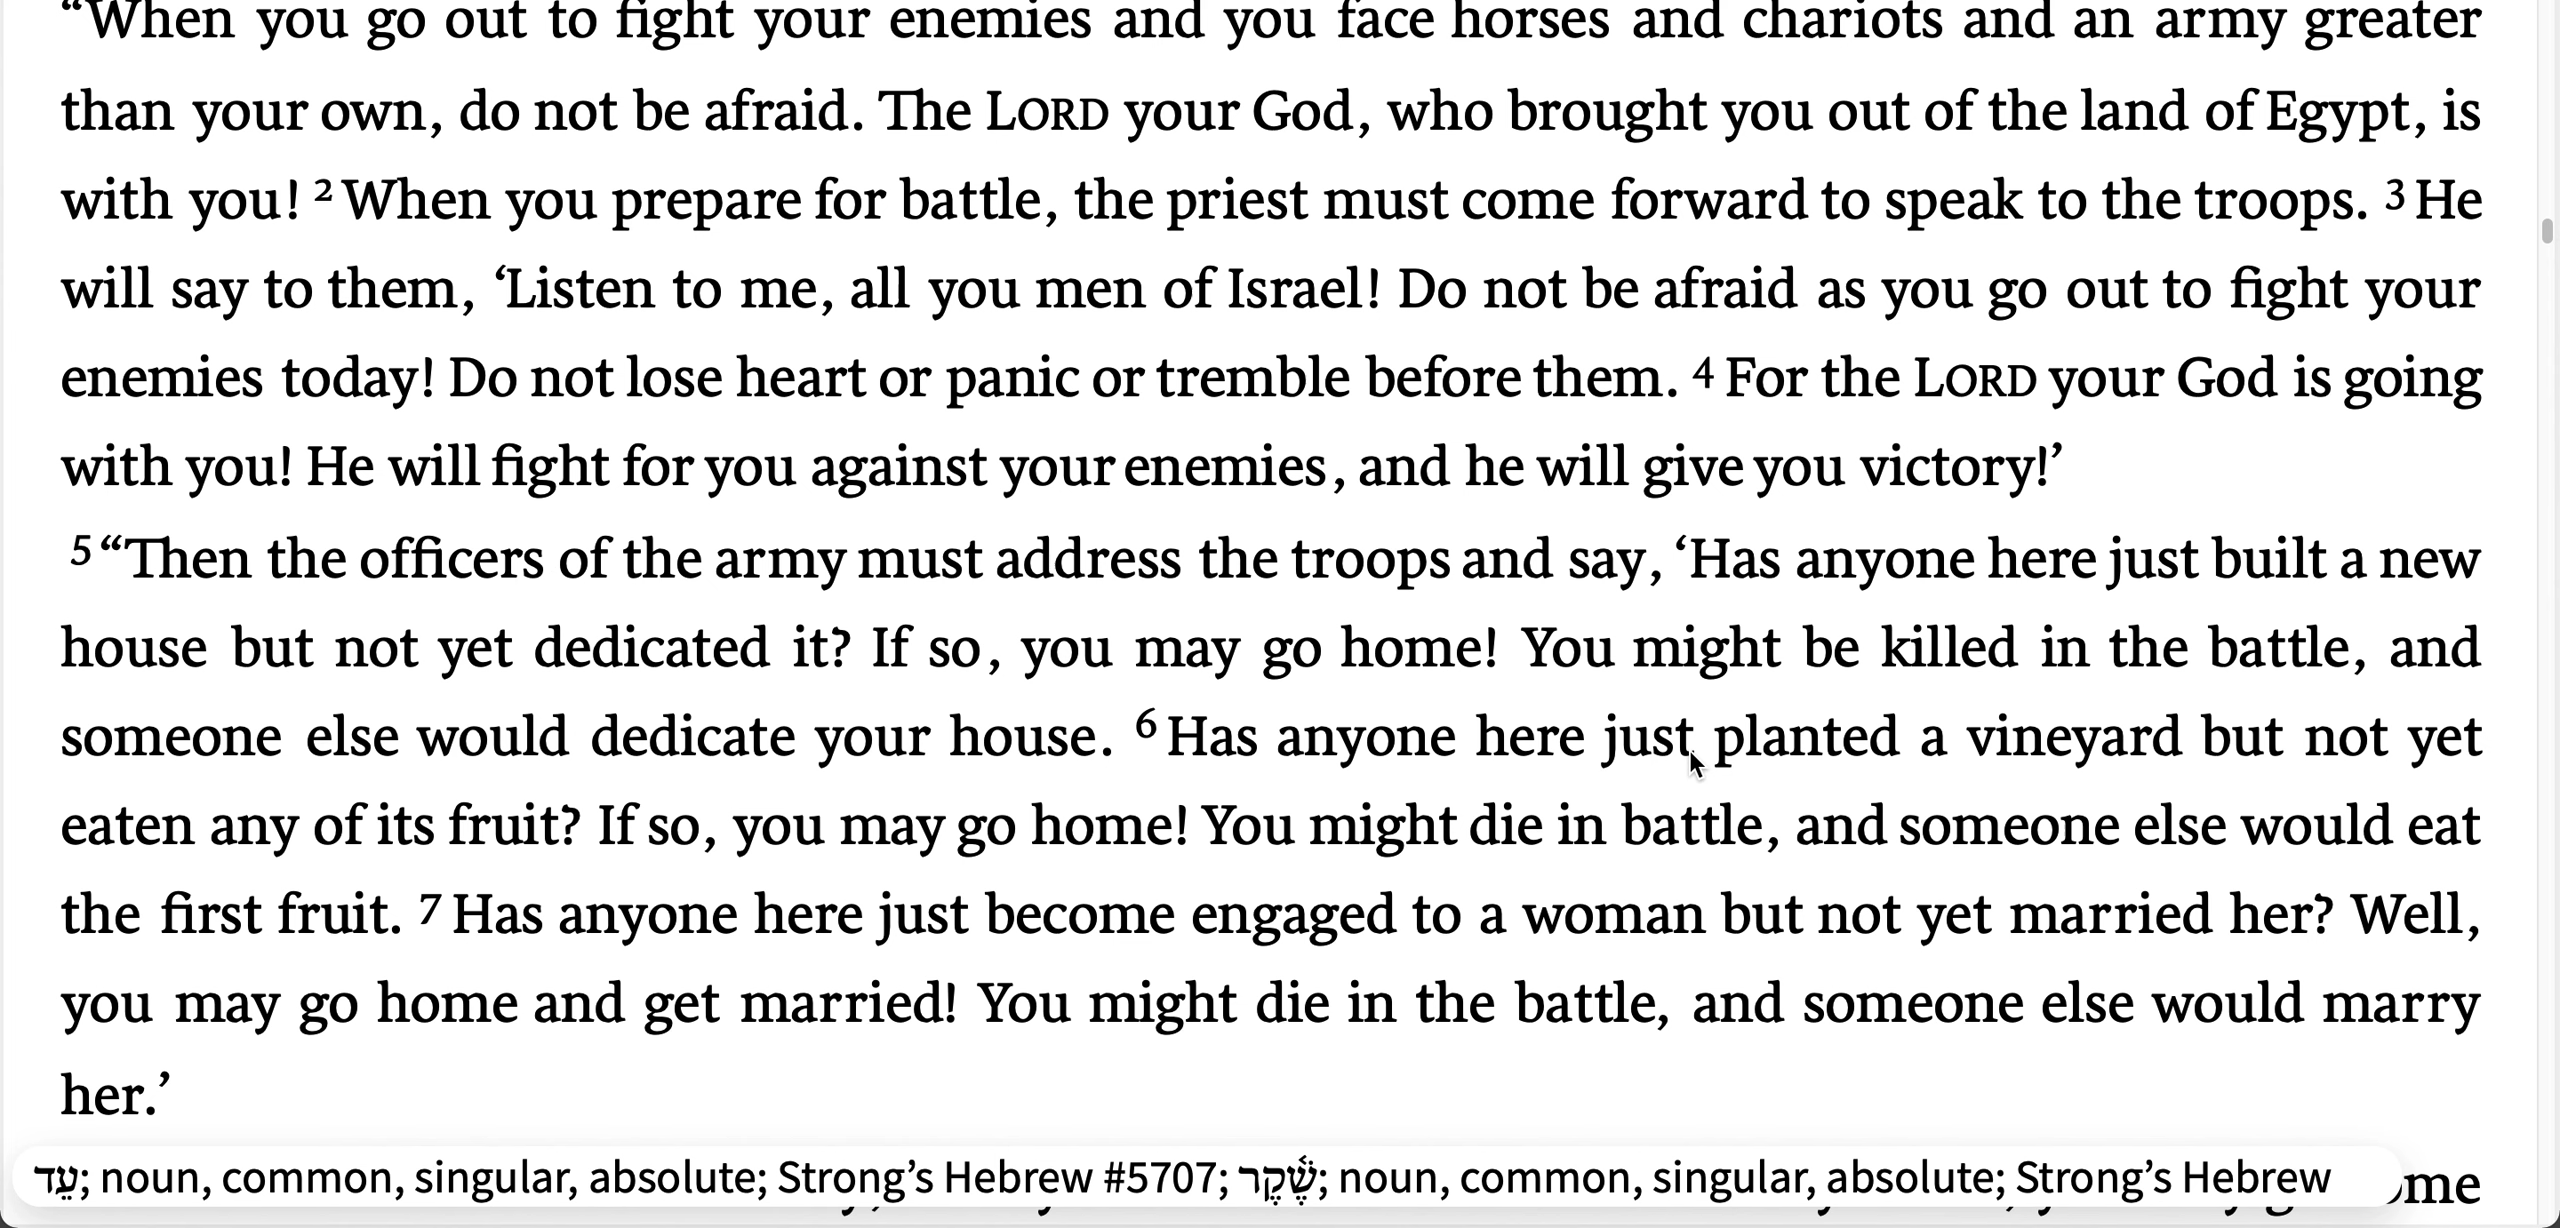 “When you go out to fight your enemies and you face horses and chariots and an army greater
than your own, do not be afraid. The LORD your God, who brought you out of the land of Egypt, is
with you! 2 When you prepare for battle, the priest must come forward to speak to the troops. 3 He
will say to them, ‘Listen to me, all you men of Israel! Do not be afraid as you go out to fight your
enemies today! Do not lose heart or panic or tremble before them. 4 For the LORD your God is going
with you! He will fight for you against your enemies, and he will give you victory!’
5 “Then the officers of the army must address the troops and say, ‘Has anyone here just built a new
house but not yet dedicated it? If so, you may go home! You might be killed in the battle, and
someone else would dedicate your house. 6 Has anyone here just planted a vineyard but not yet
eaten any of its fruit? If so, you may go home! You might die in battle, and someone else would eat
the first fruit. 7 Has anyone here just become engaged to a woman but not yet married her? Well,
you may go home and get married! You might die in the battle, and someone else would marry
her.’
עֵד; noun, common, singular, absolute; Strong’s Hebrew #5707; שֶׁ֫קֶר; noun, common, singular, absolute; Strong’s Hebrew